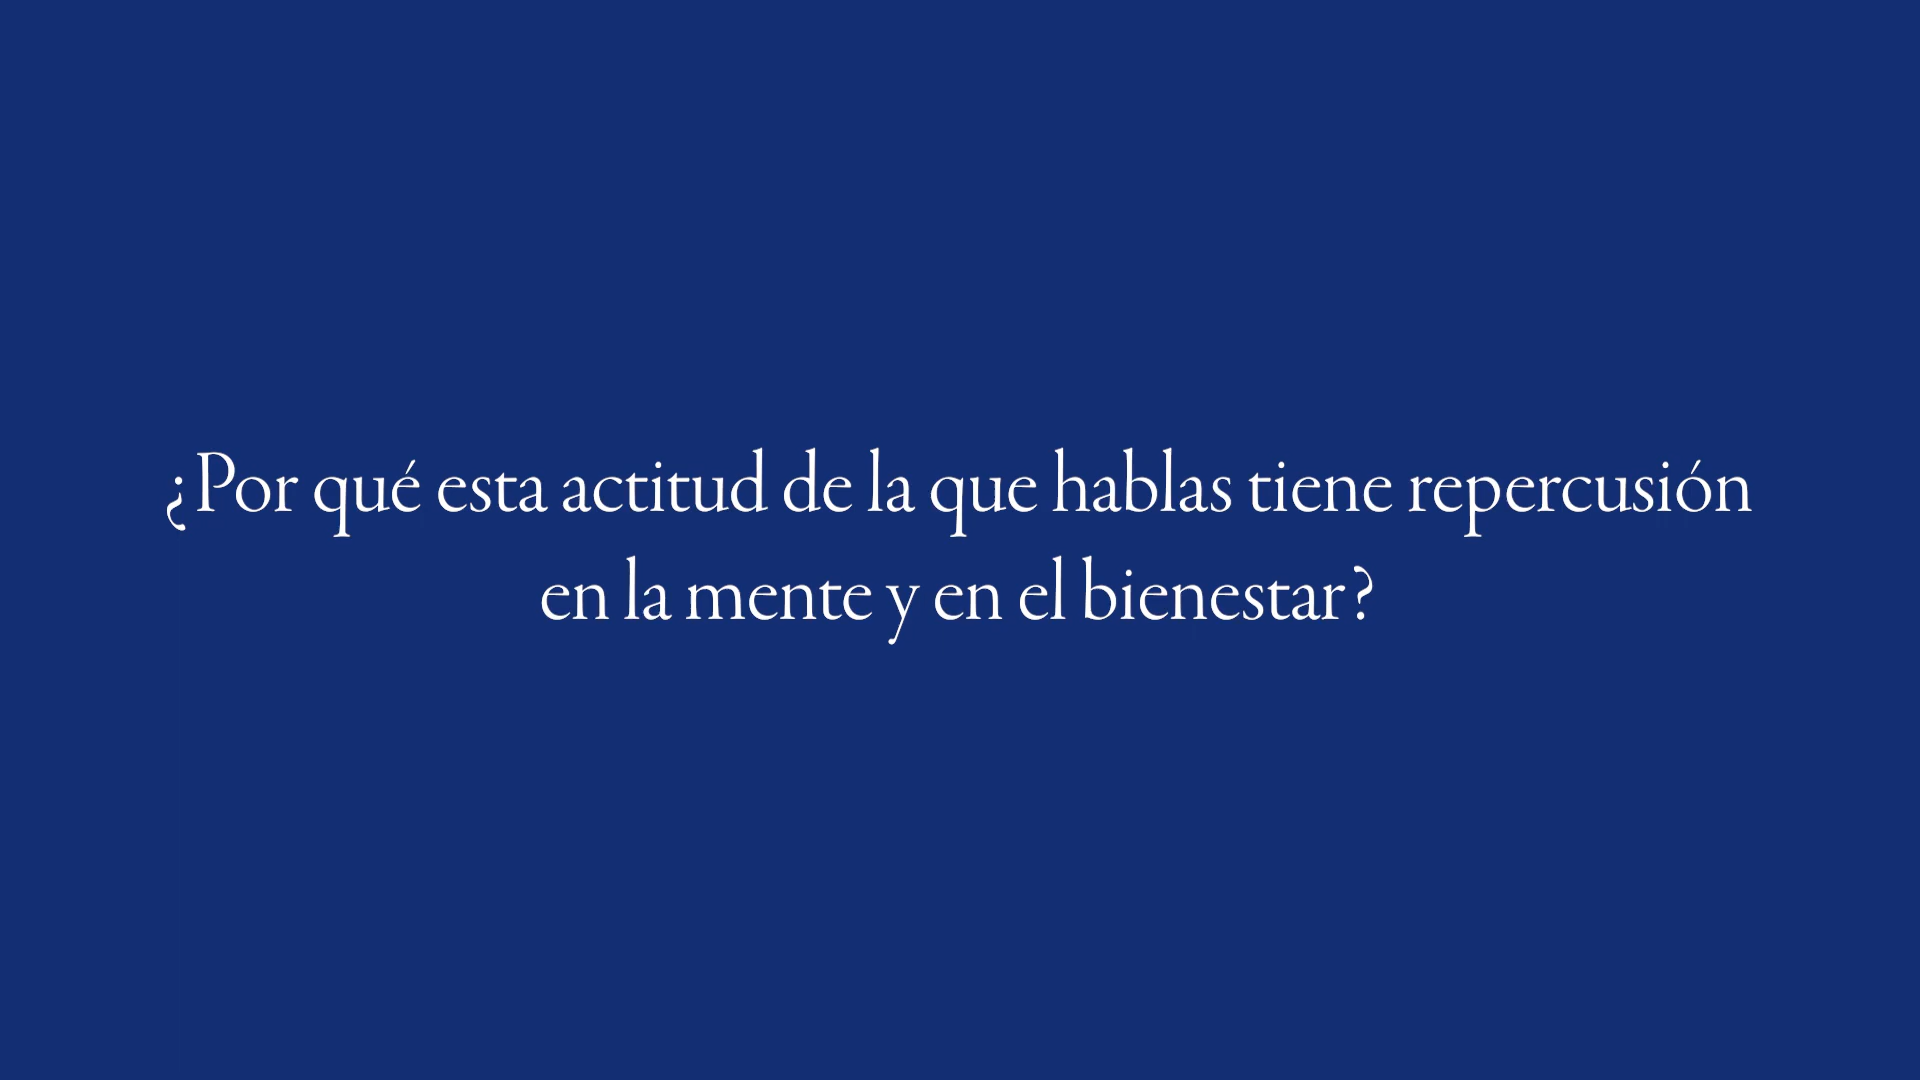 ¿Por qué esta actitud de la que hablas tiene repercusión
en la mente y en el bienestar?